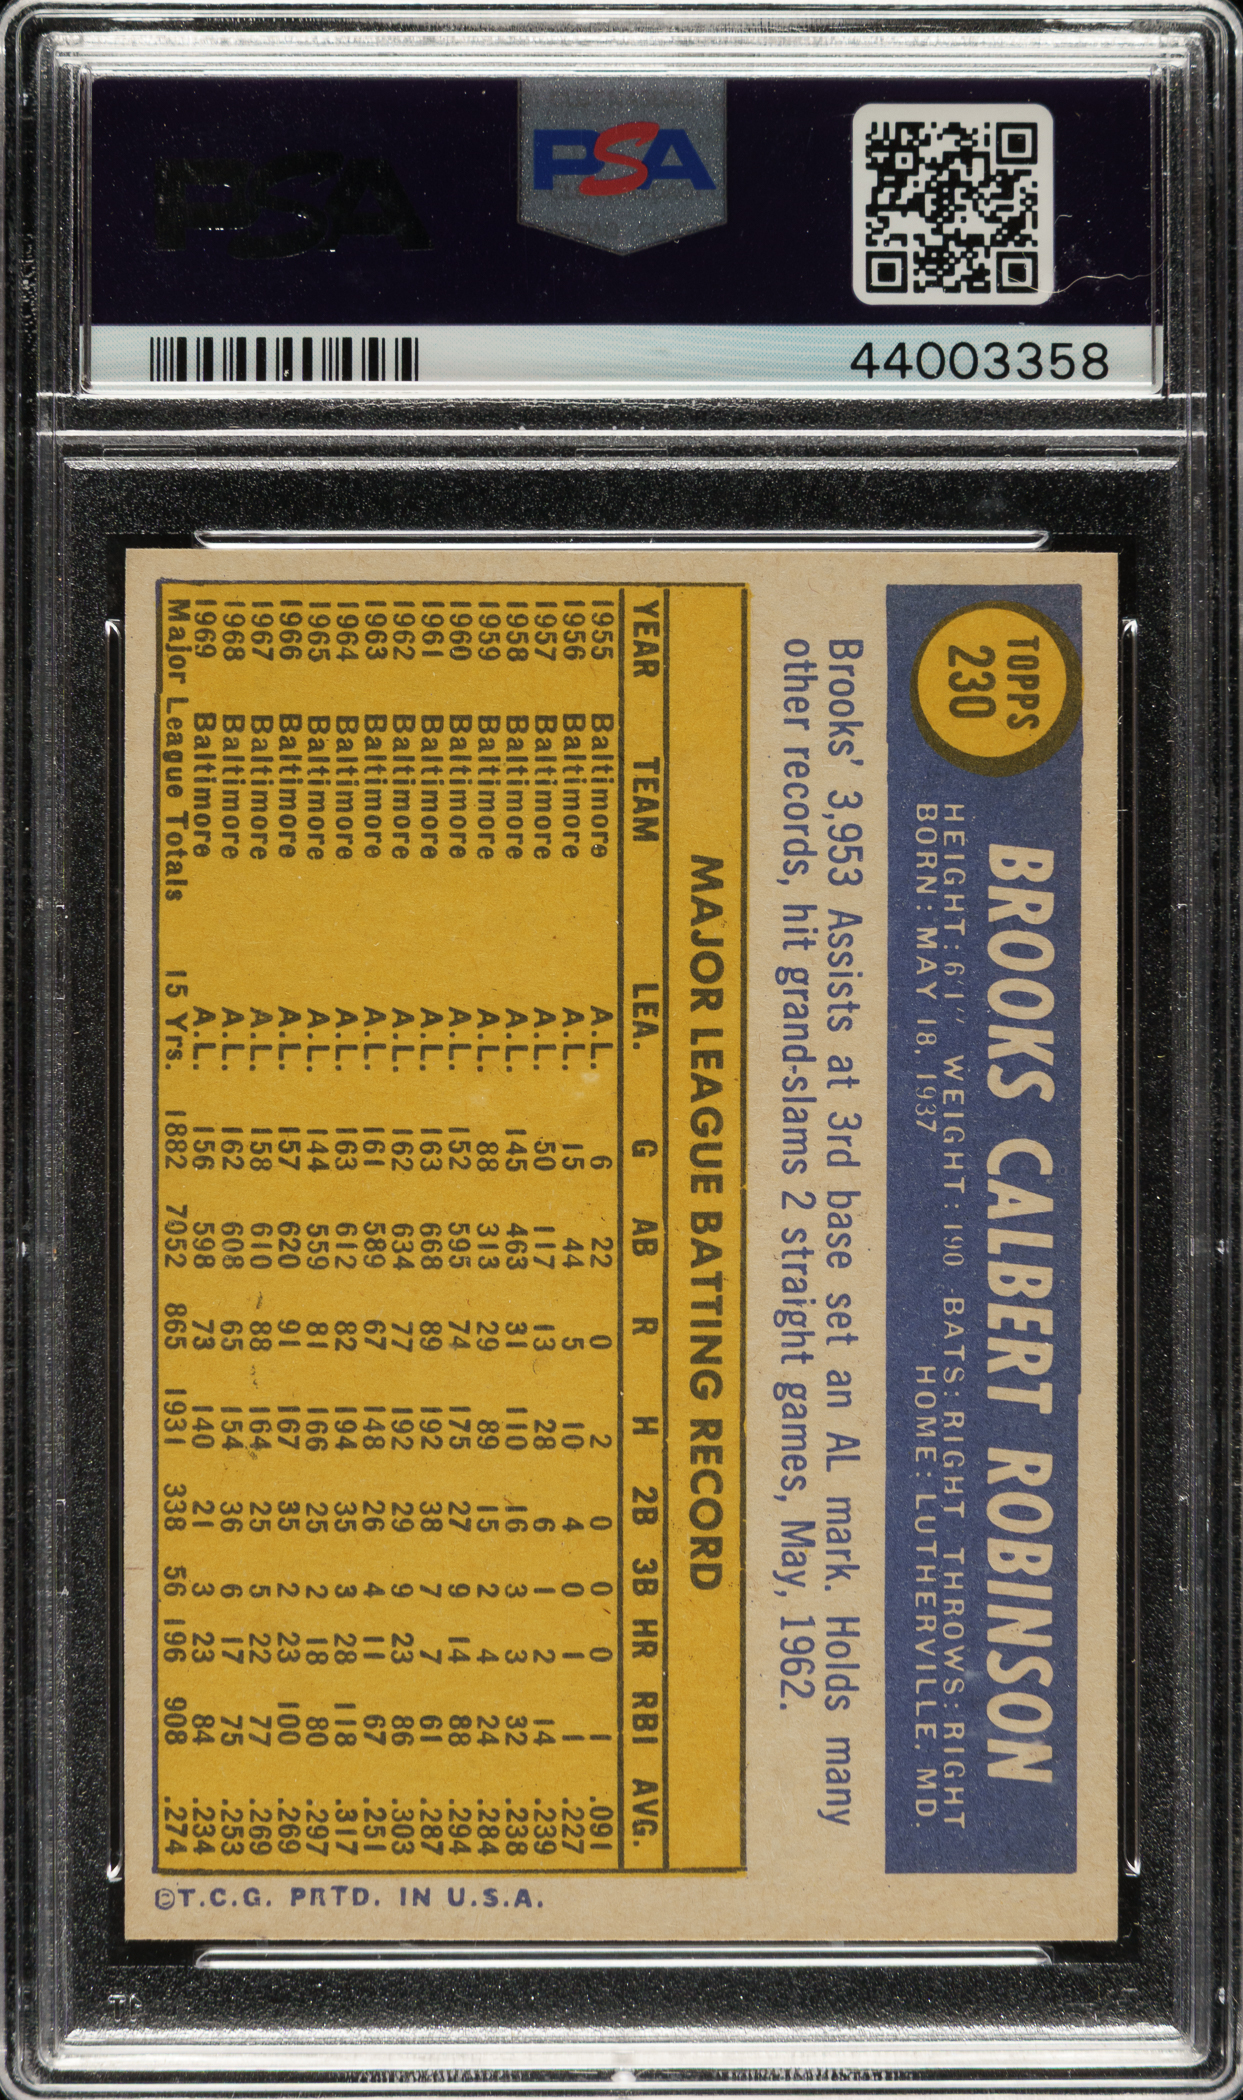 PSA
PSA
44003358
TOPPS
230
BROOKS CALBERT ROBINSON
HEIGHT: 6'1" WEIGHT: 190 BATS: RIGHT THROWS: RIGHT
BORN: MAY 18, 1937 HOME: LUTHERVILLE, MD.
Brooks' 3,953 Assists at 3rd base set an AL mark. Holds many
other records, hit grand-slams 2 straight games, May, 1962.
MAJOR LEAGUE BATTING RECORD
YEAR TEAM LEA. G AB R H 2B 3B HR RBI AVG.
1955 Baltimore A.L. 6 22 0 2 0 0 0 1 .091
1956 Baltimore A.L. 15 44 5 10 4 0 1 1 .227
1957 Baltimore A.L. 50 117 13 28 6 1 2 14 .239
1958 Baltimore A.L. 145 463 31 110 16 3 3 32 .238
1959 Baltimore A.L. 88 313 29 89 15 2 4 24 .284
1960 Baltimore A.L. 152 595 74 175 27 9 14 88 .294
1961 Baltimore A.L. 163 668 89 192 38 7 7 61 .287
1962 Baltimore A.L. 162 634 77 192 29 9 23 86 .303
1963 Baltimore A.L. 161 589 67 148 26 4 11 67 .251
1964 Baltimore A.L. 163 612 82 194 35 3 28 118 .317
1965 Baltimore A.L. 144 559 81 166 25 2 18 80 .297
1966 Baltimore A.L. 157 620 91 167 35 2 23 100 .269
1967 Baltimore A.L. 158 610 88 164 25 5 22 77 .269
1968 Baltimore A.L. 162 608 65 154 36 6 17 75 .253
1969 Baltimore A.L. 156 598 73 140 21 3 23 84 .234
Major League Totals 15 Yrs. 1882 7052 865 1931 338 56 196 908 .274
©T.C.G. PRTD. IN U.S.A.